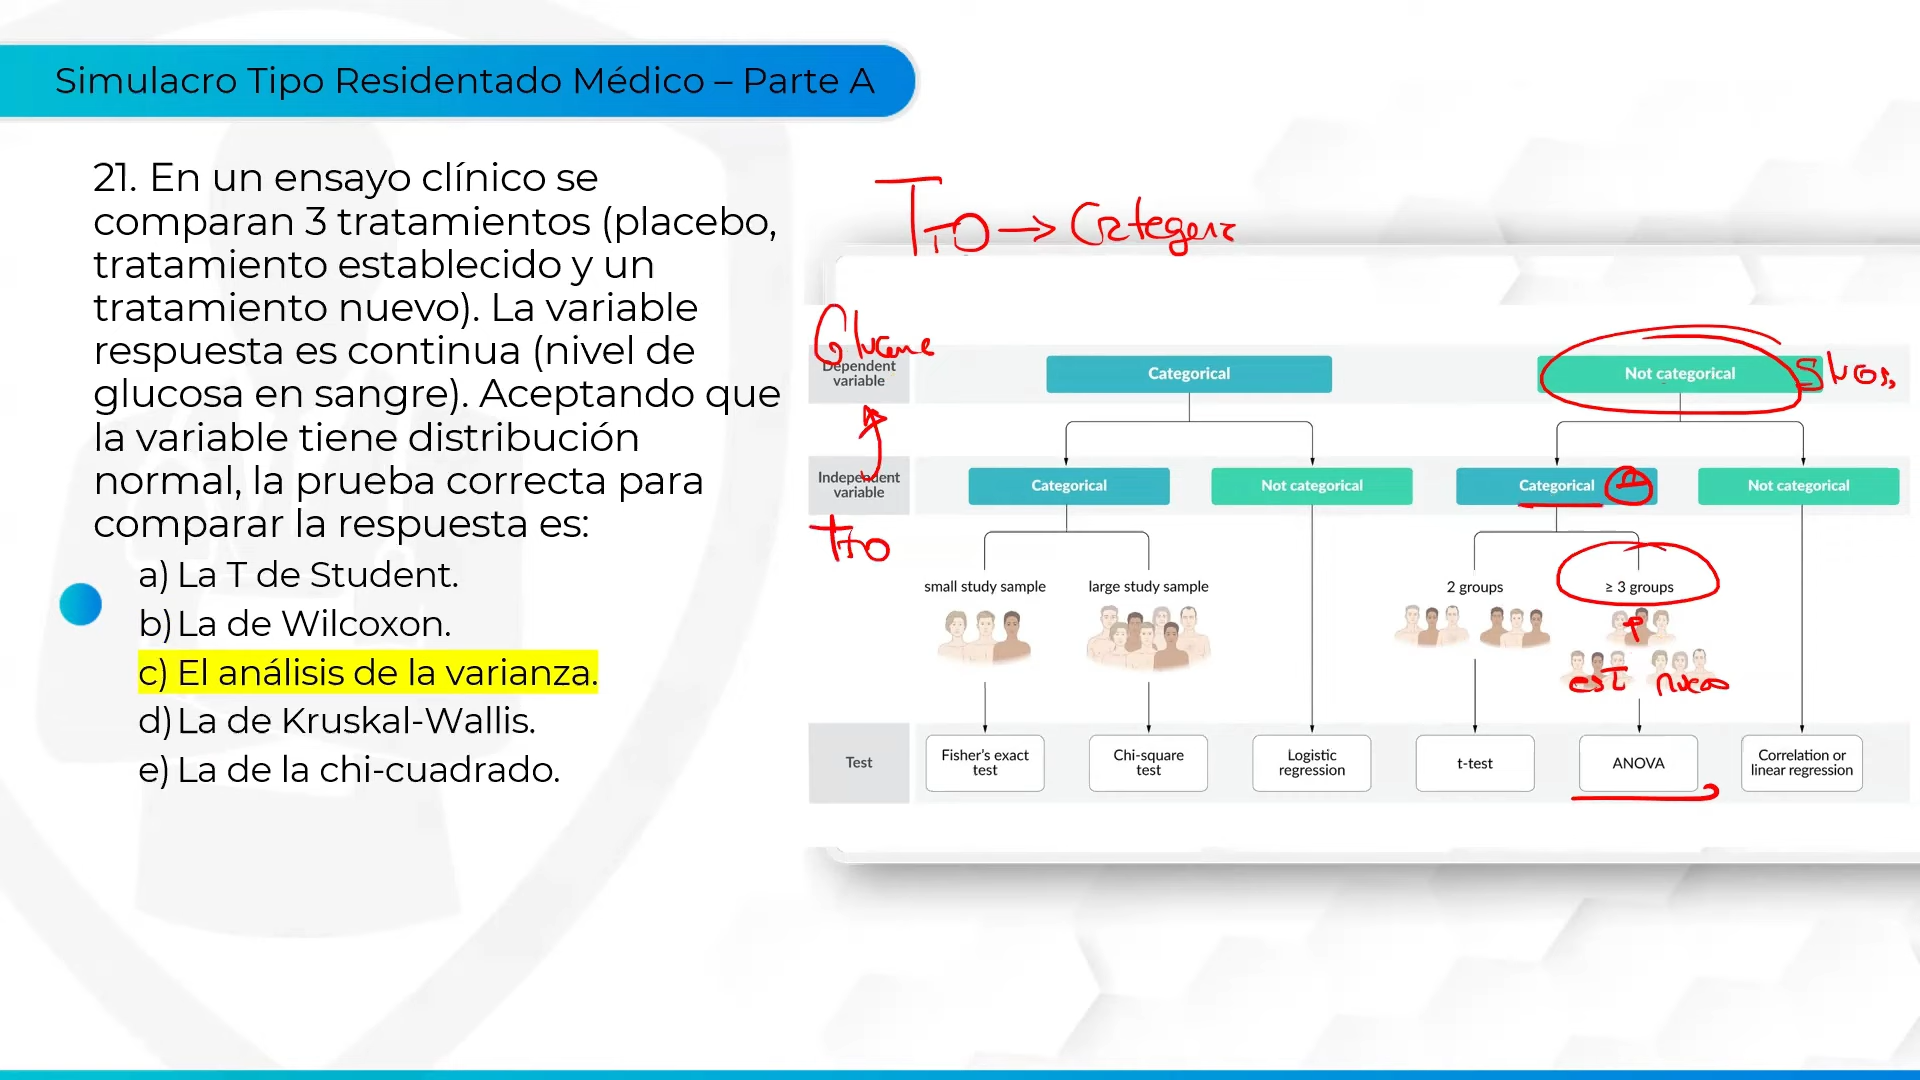 Simulacro Tipo Residentado Médico – Parte A
21. En un ensayo clínico se
comparan 3 tratamientos (placebo,
tratamiento establecido y un
tratamiento nuevo). La variable
respuesta es continua (nivel de
glucosa en sangre). Aceptando que
la variable tiene distribución
normal, la prueba correcta para
comparar la respuesta es:
a) La T de Student.
b) La de Wilcoxon.
c) El análisis de la varianza.
d) La de Kruskal-Wallis.
e) La de la chi-cuadrado.
TTO →
Dependent
variable
Categorical
Not categorical
Independent
variable
Categorical
Not categorical
Categorical
Not categorical
TTO
small study sample
large study sample
2 groups
≥ 3 groups
P
EST
Test
Fisher's exact
test
Chi-square
test
Logistic
regression
t-test
ANOVA
Correlation or
linear regression